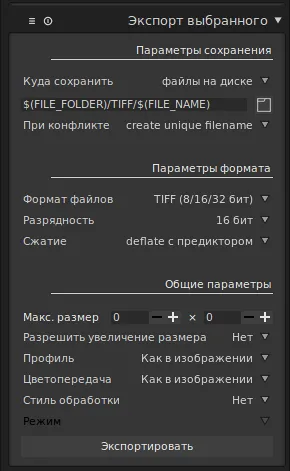 Экспорт выбранного
Параметры сохранения
Куда сохранить файлы на диске
$(FILE_FOLDER)/TIFF/$(FILE_NAME)
При конфликте create unique filename
Параметры формата
Формат файлов TIFF (8/16/32 бит)
Разрядность 16 бит
Сжатие deflate с предиктором
Общие параметры
Макс. размер 0 − + × 0 − +
Разрешить увеличение размера Нет
Профиль Как в изображении
Цветопередача Как в изображении
Стиль обработки Нет
Режим
Экспортировать